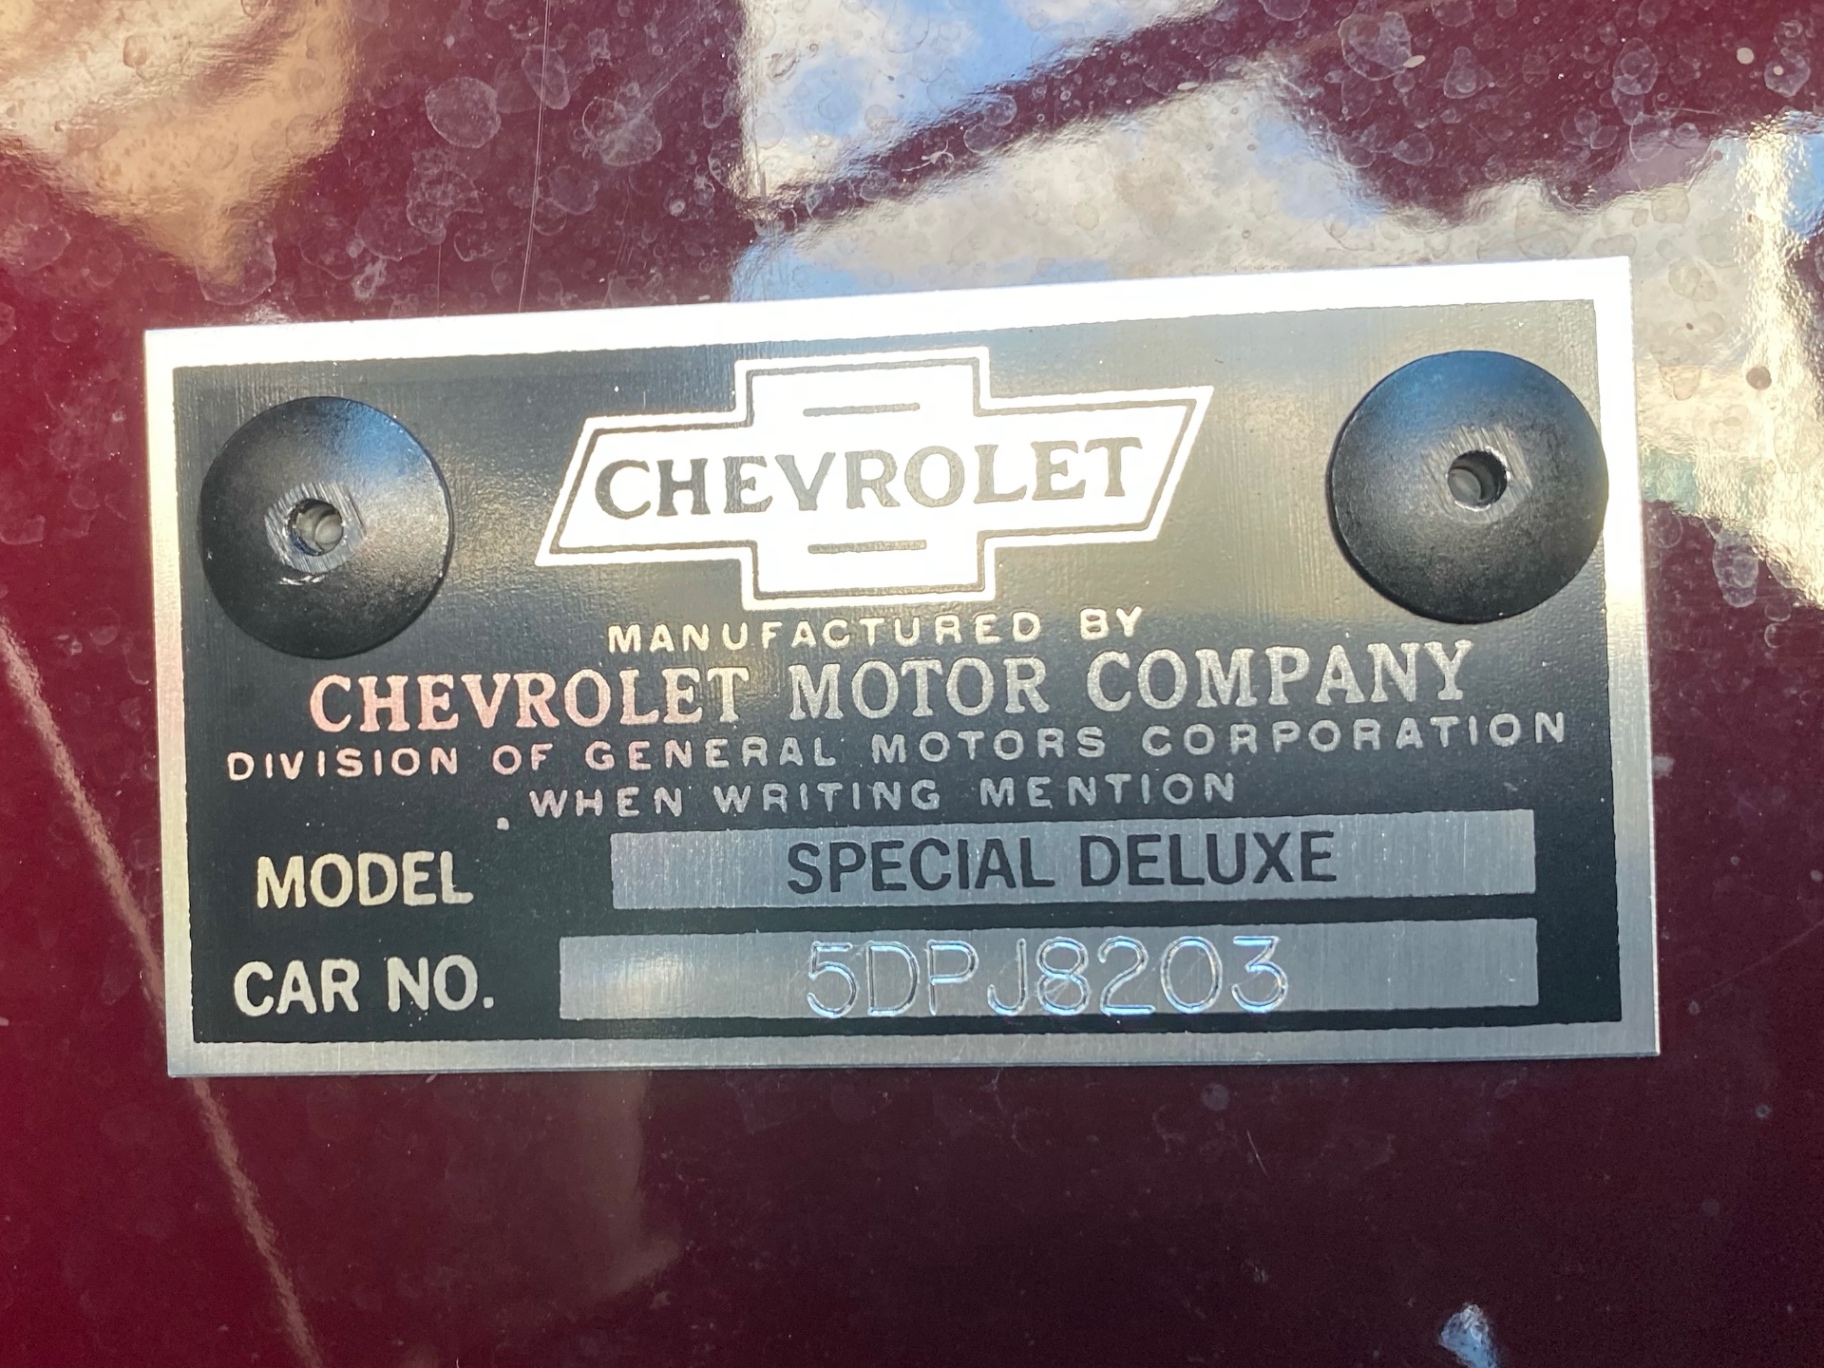 CHEVROLET
MANUFACTURED BY
CHEVROLET MOTOR COMPANY
DIVISION OF GENERAL MOTORS CORPORATION
WHEN WRITING MENTION
MODEL SPECIAL DELUXE
CAR NO. 5DPJ8203